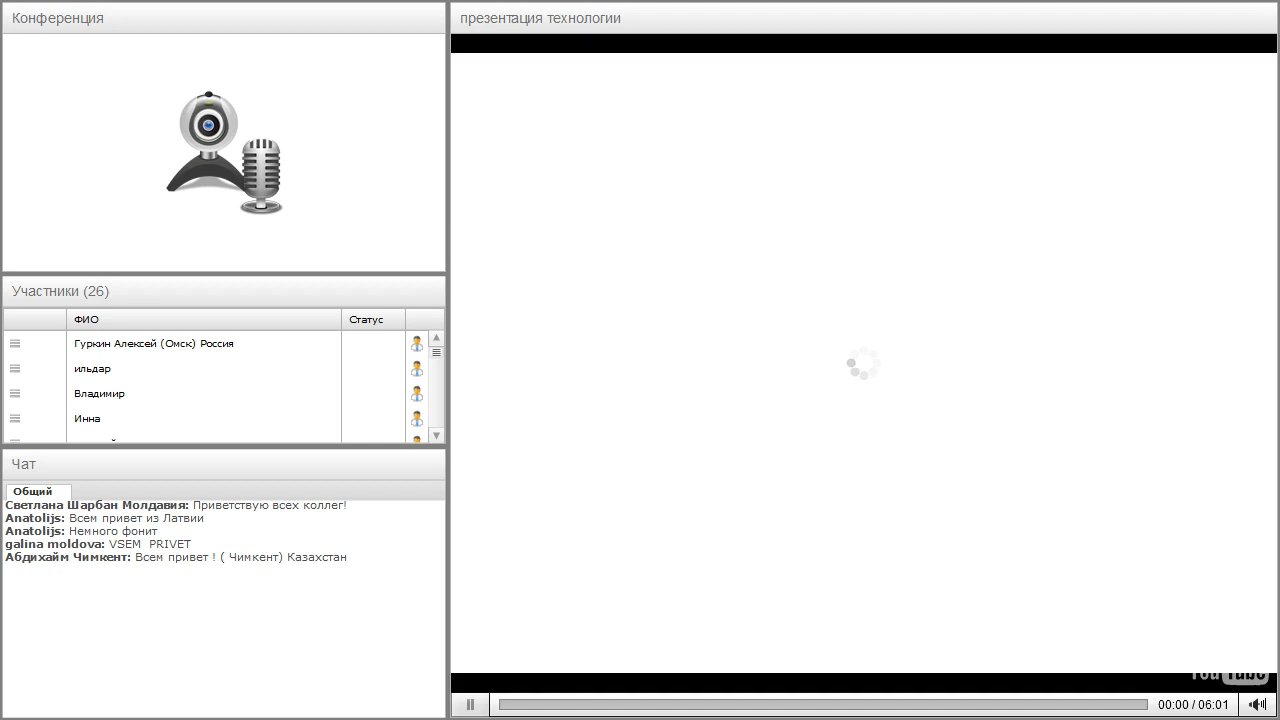 Конференция
Участники (26)
ФИО Статус
Гуркин Алексей (Омск) Россия
ильдар
Владимир
Инна
Чат
Общий
Светлана Шарбан Молдавия: Приветствую всех коллег!
Anatolijs: Всем привет из Латвии
Anatolijs: Немного фонит
galina moldova: VSEM PRIVET
Абдихайм Чимкент: Всем привет ! ( Чимкент) Казахстан
презентация технологии
YouTube
00:00 / 06:01